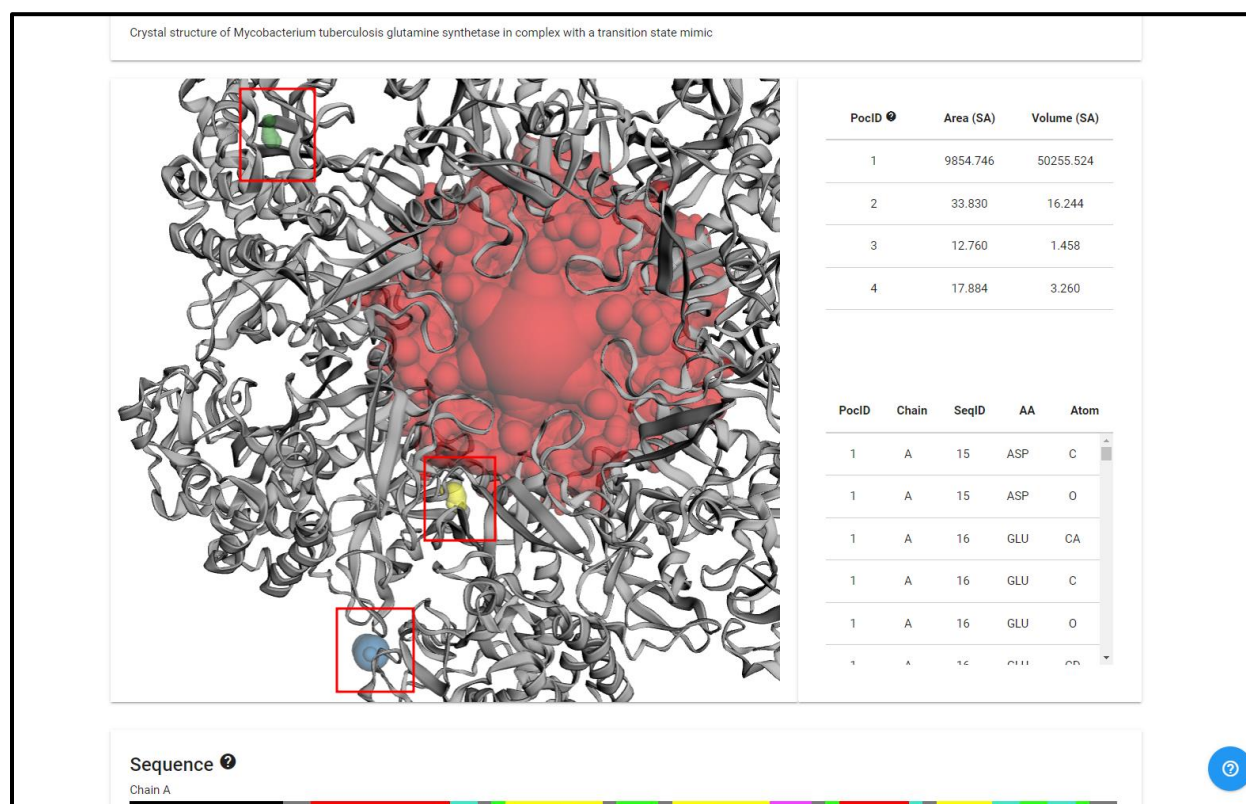 Crystal structure of Mycobacterium tuberculosis glutamine synthetase in complex with a transition state mimic
PocID Area (SA) Volume (SA)
1 9854.746 50255.524
2 33.830 16.244
3 12.760 1.458
4 17.884 3.260
PocID Chain SeqID AA Atom
1 A 15 ASP C
1 A 15 ASP O
1 A 16 GLU CA
1 A 16 GLU C
1 A 16 GLU O
Sequence
Chain A